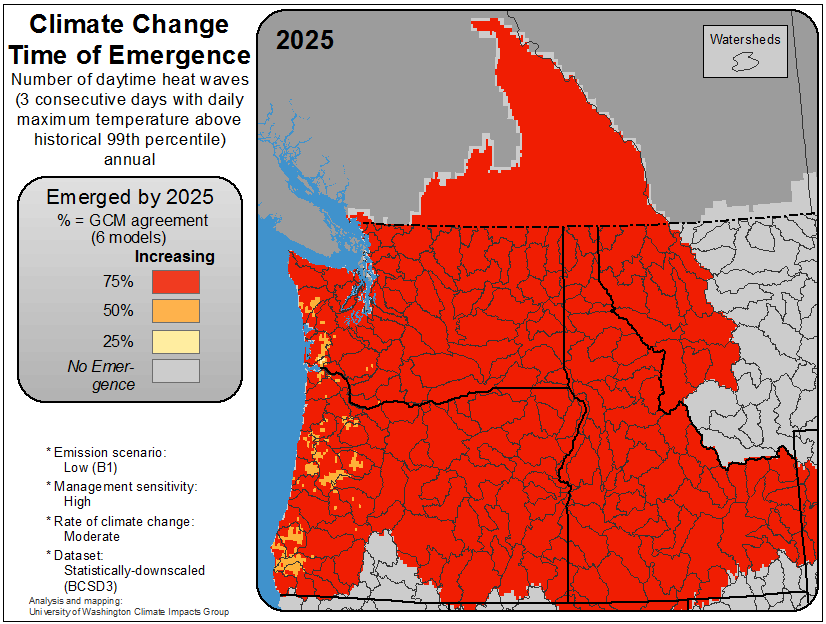 Climate Change
Time of Emergence
Number of daytime heat waves
(3 consecutive days with daily
maximum temperature above
historical 99th percentile)
annual
Emerged by 2025
% = GCM agreement
(6 models)
Increasing
75%
50%
25%
No Emer-
gence
* Emission scenario:
Low (B1)
* Management sensitivity:
High
* Rate of climate change:
Moderate
* Dataset:
Statistically-downscaled
(BCSD3)
Analysis and mapping:
University of Washington Climate Impacts Group
2025
Watersheds